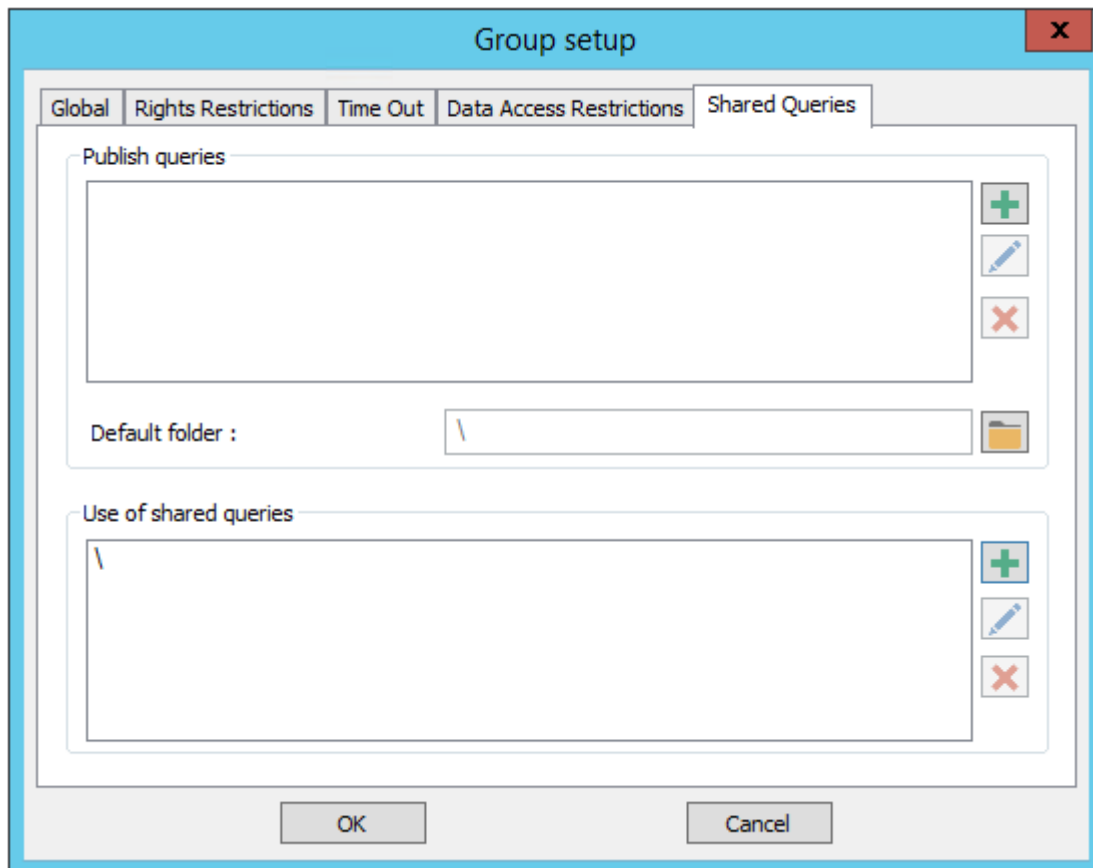 Group setup
x
Global Rights Restrictions Time Out Data Access Restrictions Shared Queries
Publish queries
Default folder : \
Use of shared queries
\
OK Cancel